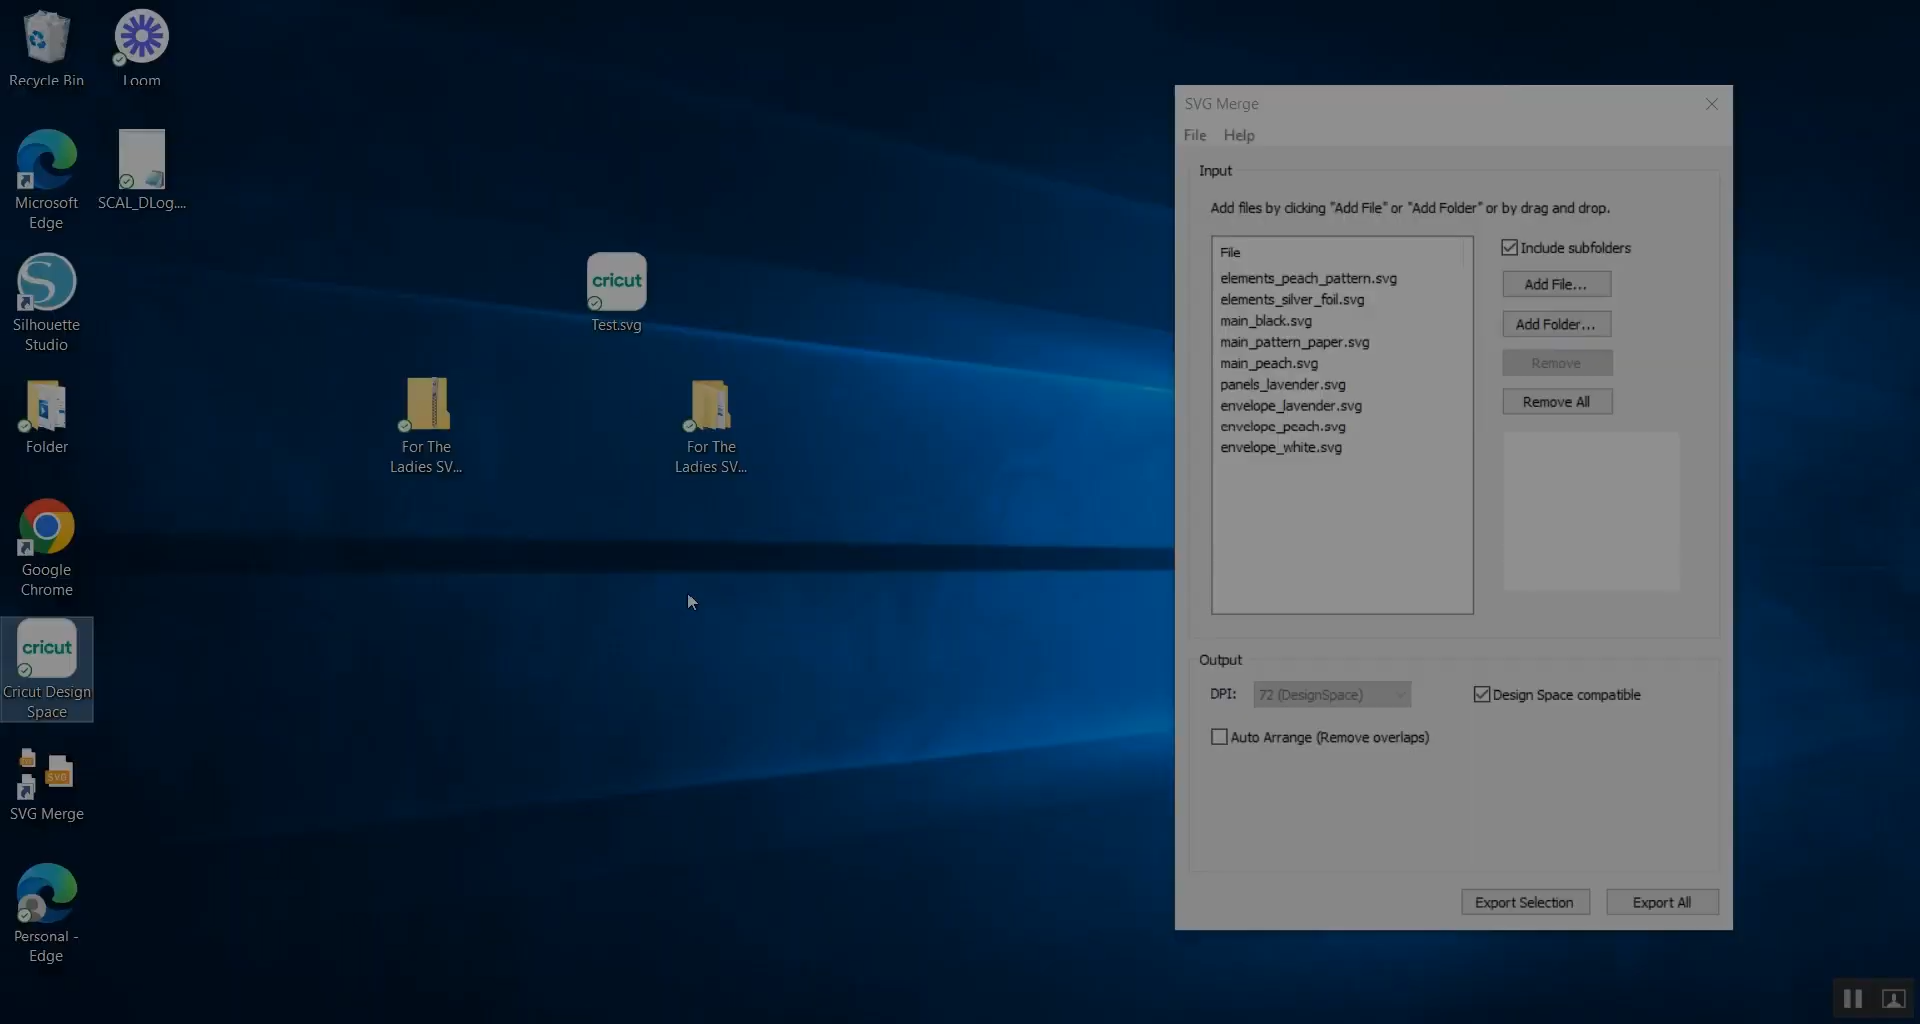 Recycle Bin
Loom
Microsoft
Edge
SCAL_DLog....
Silhouette
Studio
cricut
Test.svg
Folder
For The
Ladies SV...
For The
Ladies SV...
Google
Chrome
cricut
Cricut Design
Space
SVG
SVG Merge
Personal -
Edge
SVG Merge
File Help
Input
Add files by clicking "Add File" or "Add Folder" or by drag and drop.
File
elements_peach_pattern.svg
elements_silver_foil.svg
main_black.svg
main_pattern_paper.svg
main_peach.svg
panels_lavender.svg
envelope_lavender.svg
envelope_peach.svg
envelope_white.svg
Include subfolders
Add File...
Add Folder...
Remove
Remove All
Output
DPI: 72 (DesignSpace)
Design Space compatible
Auto Arrange (Remove overlaps)
Export Selection
Export All